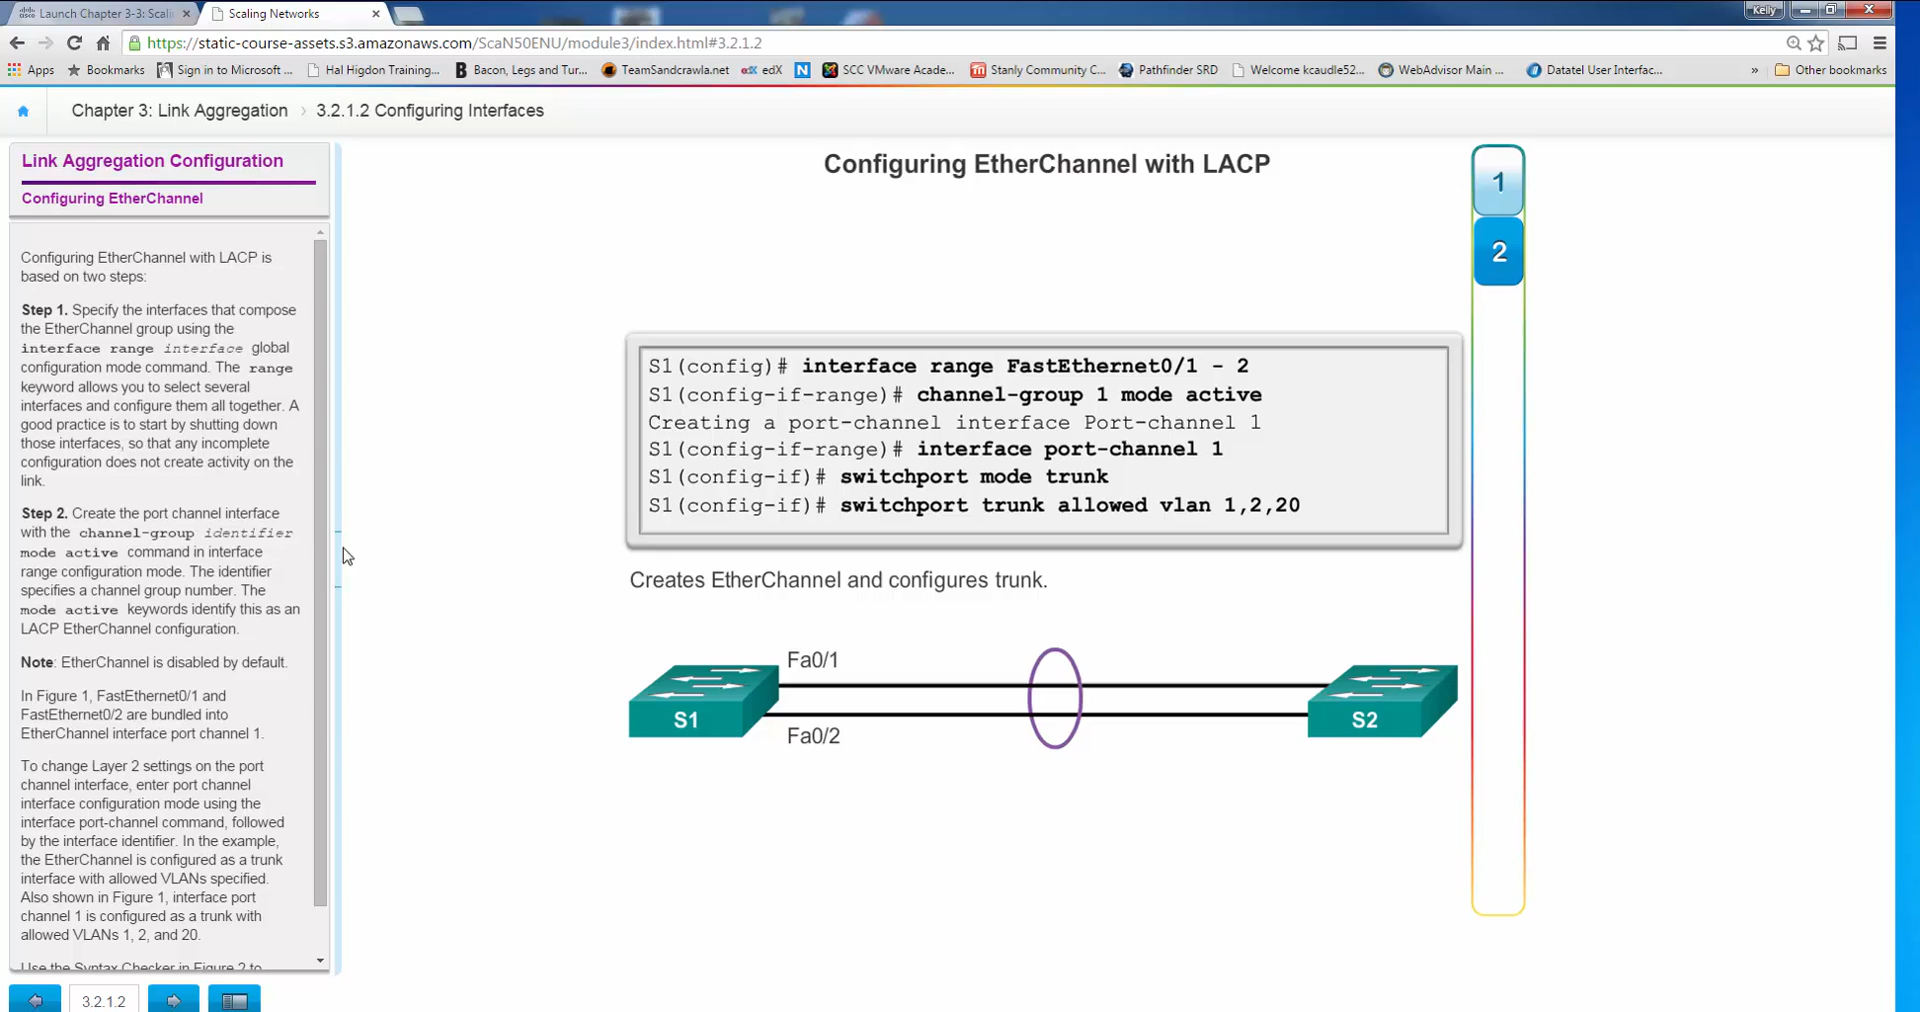 Launch Chapter 3-3: Scali
Scaling Networks
Kelly
https://static-course-assets.s3.amazonaws.com/ScaN50ENU/module3/index.html#3.2.1.2
Apps
Bookmarks
Sign in to Microsoft ...
Hal Higdon Training...
Bacon, Legs and Tur...
TeamSandcrawla.net
edX
SCC VMware Acade...
Stanly Community C...
Pathfinder SRD
Welcome kcaudle52...
WebAdvisor Main ...
Datatel User Interfac...
»
Other bookmarks
Chapter 3: Link Aggregation
3.2.1.2 Configuring Interfaces
Link Aggregation Configuration
Configuring EtherChannel
Configuring EtherChannel with LACP is
based on two steps:
Step 1. Specify the interfaces that compose
the EtherChannel group using the
interface range interface global
configuration mode command. The range
keyword allows you to select several
interfaces and configure them all together. A
good practice is to start by shutting down
those interfaces, so that any incomplete
configuration does not create activity on the
link.
Step 2. Create the port channel interface
with the channel-group identifier
mode active command in interface
range configuration mode. The identifier
specifies a channel group number. The
mode active keywords identify this as an
LACP EtherChannel configuration.
Note: EtherChannel is disabled by default.
In Figure 1, FastEthernet0/1 and
FastEthernet0/2 are bundled into
EtherChannel interface port channel 1.
To change Layer 2 settings on the port
channel interface, enter port channel
interface configuration mode using the
interface port-channel command, followed
by the interface identifier. In the example,
the EtherChannel is configured as a trunk
interface with allowed VLANs specified.
Also shown in Figure 1, interface port
channel 1 is configured as a trunk with
allowed VLANs 1, 2, and 20.
Use the Syntax Checker in Figure 2 to
3.2.1.2
Configuring EtherChannel with LACP
S1(config)# interface range FastEthernet0/1 - 2
S1(config-if-range)# channel-group 1 mode active
Creating a port-channel interface Port-channel 1
S1(config-if-range)# interface port-channel 1
S1(config-if)# switchport mode trunk
S1(config-if)# switchport trunk allowed vlan 1,2,20
Creates EtherChannel and configures trunk.
Fa0/1
S1
S2
Fa0/2
1
2